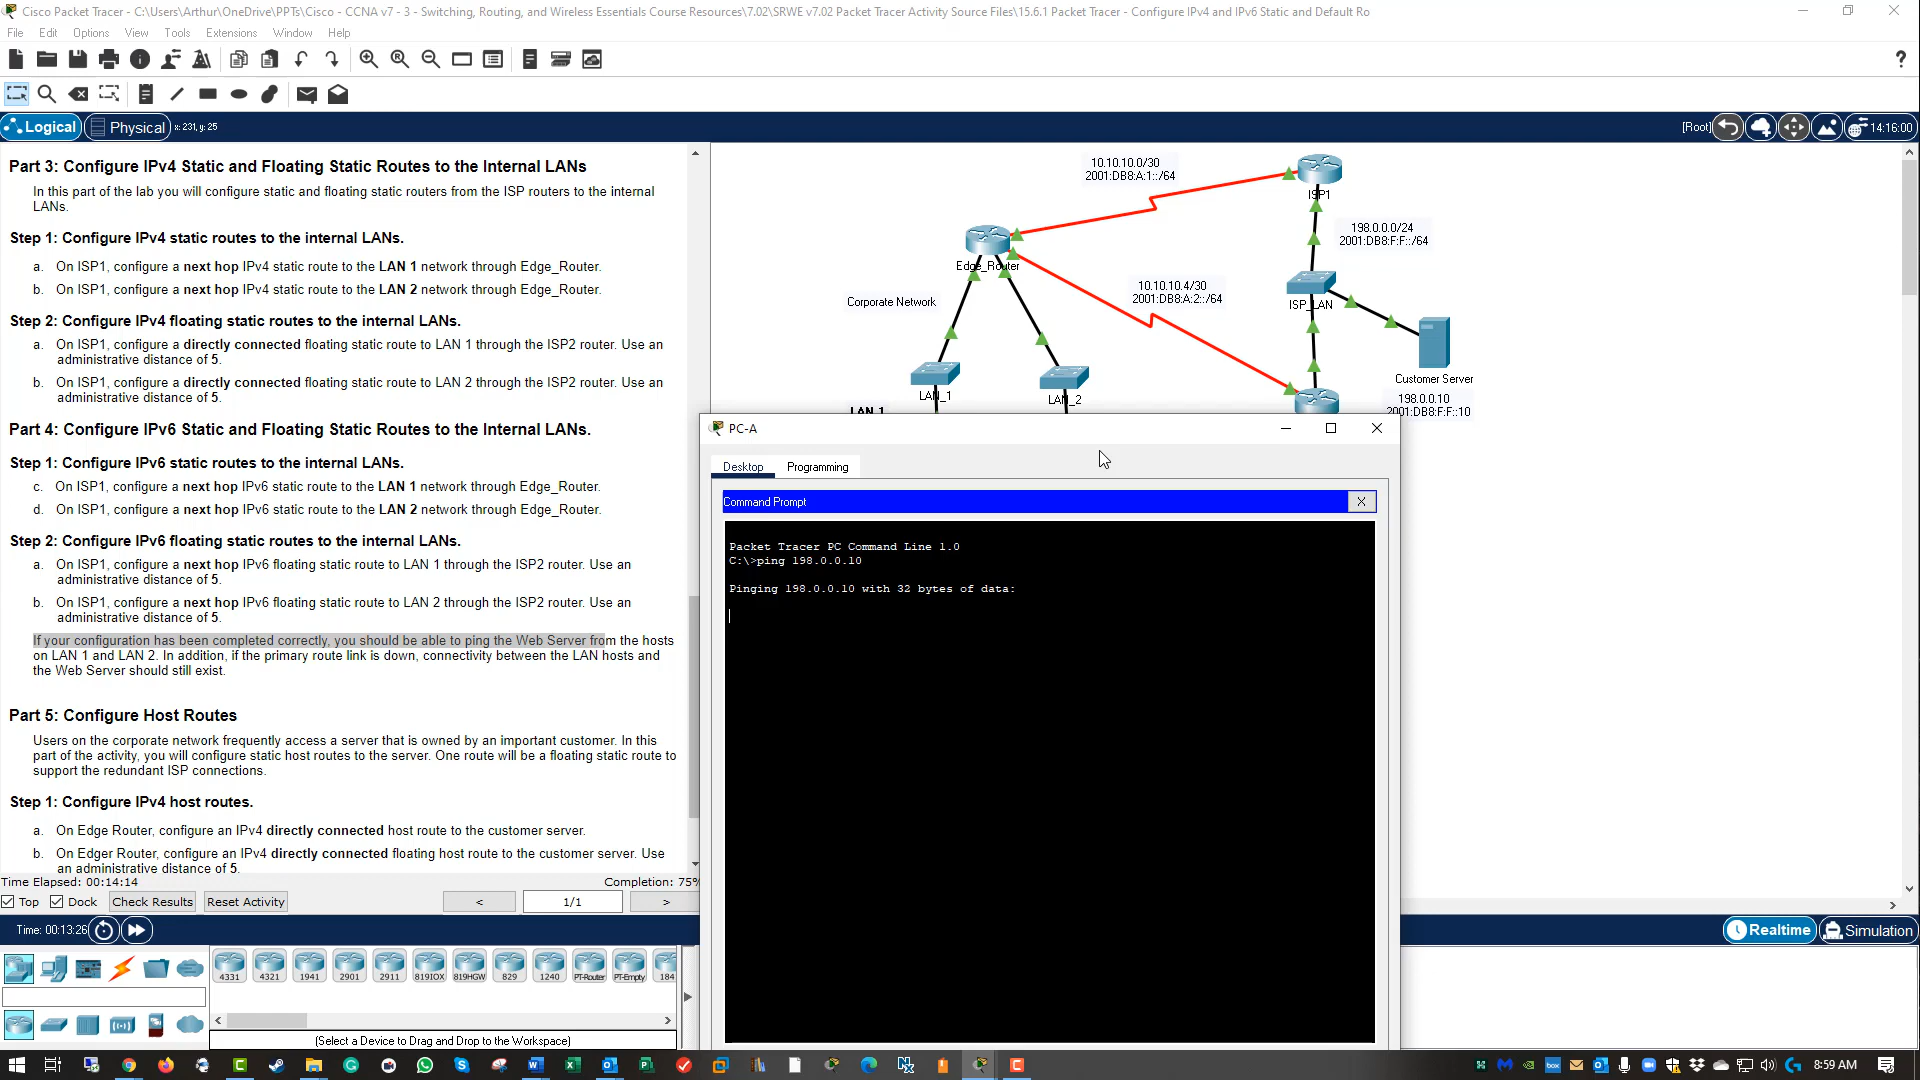 Cisco Packet Tracer - C:\Users\Arthur\OneDrive\PPTs\Cisco - CCNA v7 - 3 - Switching, Routing, and Wireless Essentials Course Resources\7.02\SRWE v7.02 Packet Tracer Activity Source Files\15.6.1 Packet Tracer - Configure IPv4 and IPv6 Static and Default Ro
File Edit Options View Tools Extensions Window Help
?
Logical Physical x: 231, y: 25
[Root] 14:16:00
Part 3: Configure IPv4 Static and Floating Static Routes to the Internal LANs
In this part of the lab you will configure static and floating static routers from the ISP routers to the internal
LANs.
Step 1: Configure IPv4 static routes to the internal LANs.
a. On ISP1, configure a next hop IPv4 static route to the LAN 1 network through Edge_Router.
b. On ISP1, configure a next hop IPv4 static route to the LAN 2 network through Edge_Router.
Step 2: Configure IPv4 floating static routes to the internal LANs.
a. On ISP1, configure a directly connected floating static route to LAN 1 through the ISP2 router. Use an
administrative distance of 5.
b. On ISP1, configure a directly connected floating static route to LAN 2 through the ISP2 router. Use an
administrative distance of 5.
Part 4: Configure IPv6 Static and Floating Static Routes to the Internal LANs.
Step 1: Configure IPv6 static routes to the internal LANs.
c. On ISP1, configure a next hop IPv6 static route to the LAN 1 network through Edge_Router.
d. On ISP1, configure a next hop IPv6 static route to the LAN 2 network through Edge_Router.
Step 2: Configure IPv6 floating static routes to the internal LANs.
a. On ISP1, configure a next hop IPv6 floating static route to LAN 1 through the ISP2 router. Use an
administrative distance of 5.
b. On ISP1, configure a next hop IPv6 floating static route to LAN 2 through the ISP2 router. Use an
administrative distance of 5.
If your configuration has been completed correctly, you should be able to ping the Web Server from the hosts
on LAN 1 and LAN 2. In addition, if the primary route link is down, connectivity between the LAN hosts and
the Web Server should still exist.
Part 5: Configure Host Routes
Users on the corporate network frequently access a server that is owned by an important customer. In this
part of the activity, you will configure static host routes to the server. One route will be a floating static route to
support the redundant ISP connections.
Step 1: Configure IPv4 host routes.
a. On Edge Router, configure an IPv4 directly connected host route to the customer server.
b. On Edger Router, configure an IPv4 directly connected floating host route to the customer server. Use
an administrative distance of 5.
Time Elapsed: 00:14:14 Completion: 75%
Top Dock Check Results Reset Activity < 1/1 >
10.10.10.0/30
2001:DB8:A:1::/64
ISP1
198.0.0.0/24
2001:DB8:F:F::/64
Edge_Router
10.10.10.4/30
2001:DB8:A:2::/64
ISP_LAN
Corporate Network
Customer Server
198.0.0.10
2001:DB8:F:F::10
LAN_1
LAN_2
LAN 1
PC-A
Desktop Programming
Command Prompt X
Packet Tracer PC Command Line 1.0
C:\>ping 198.0.0.10
Pinging 198.0.0.10 with 32 bytes of data:
Time: 00:13:26
Realtime Simulation
4331 4321 1941 2901 2911 819IOX 819HGW 829 1240 PT-Router PT-Empty 184
(Select a Device to Drag and Drop to the Workspace)
8:59 AM